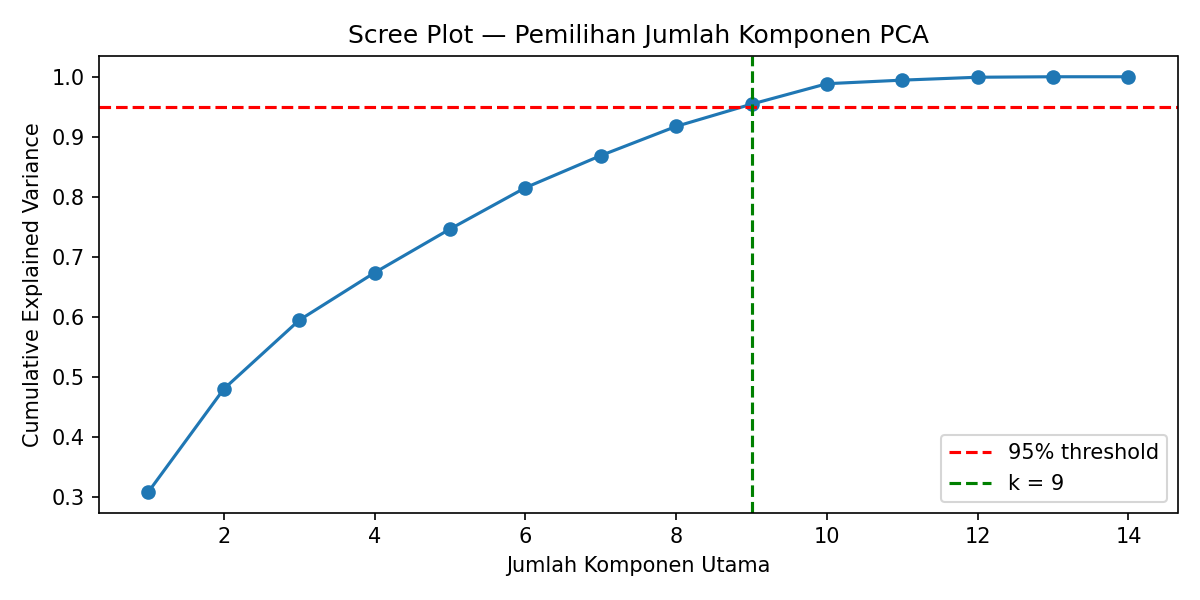 Scree Plot — Pemilihan Jumlah Komponen PCA
Cumulative Explained Variance
1.0
0.9
0.8
0.7
0.6
0.5
0.4
0.3
95% threshold
k = 9
2 4 6 8 10 12 14
Jumlah Komponen Utama